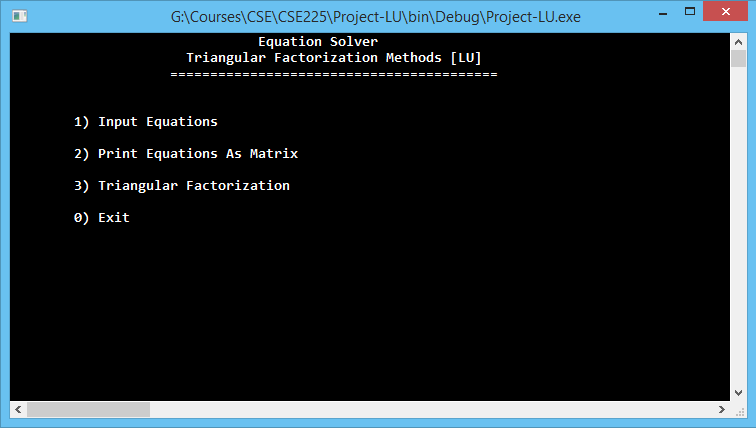 G:\Courses\CSE\CSE225\Project-LU\bin\Debug\Project-LU.exe
Equation Solver
Triangular Factorization Methods [LU]
=========================================
1) Input Equations
2) Print Equations As Matrix
3) Triangular Factorization
0) Exit